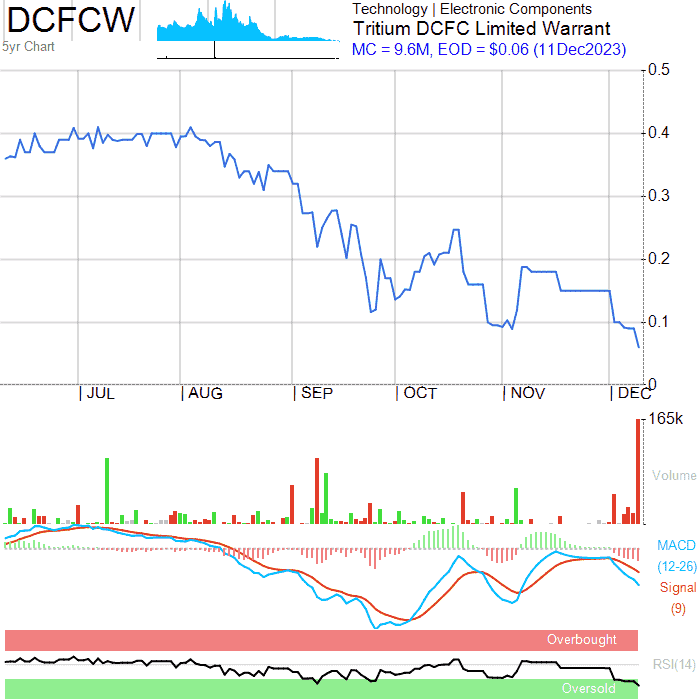 DCFCW
5yr Chart
Technology | Electronic Components
Tritium DCFC Limited Warrant
MC = 9.6M, EOD = $0.06 (11Dec2023)
0.5
0.4
0.3
0.2
0.1
0
| JUL | AUG | SEP | OCT | NOV | DEC
165k
Volume
MACD
(12-26)
Signal
(9)
Overbought
RSI(14)
Oversold